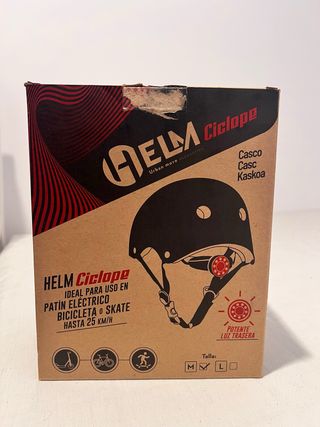 HELM Ciclope
Urban move
Casco
Casc
Kaskoa
HELM Ciclope
IDEAL PARA USO EN
PATÍN ELÉCTRICO
BICICLETA o SKATE
HASTA 25 KM/H
POTENTE
LUZ TRASERA
Talla:
M L